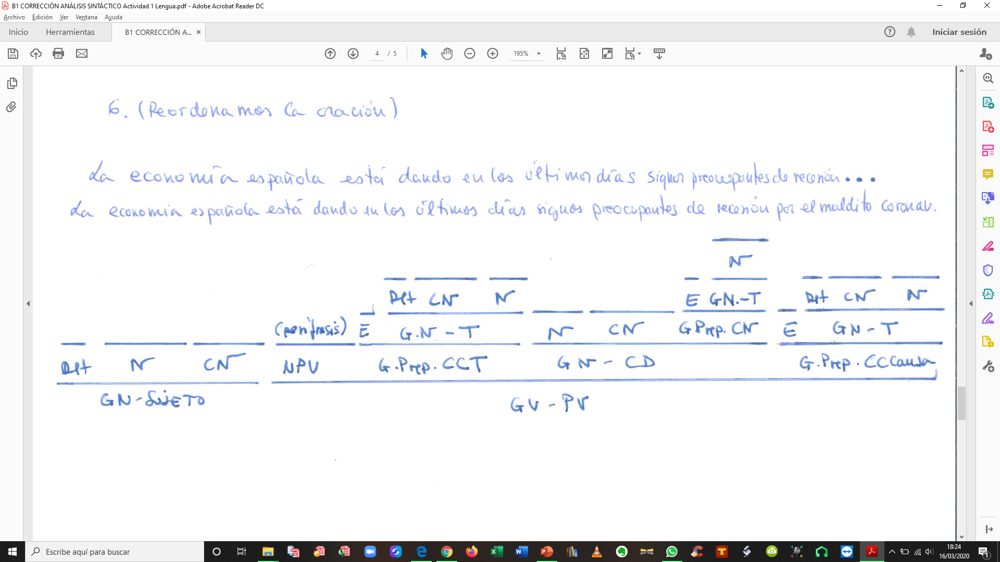 B1 CORRECCIÓN ANÁLISIS SINTÁCTICO Actividad 1 Lengua.pdf - Adobe Acrobat Reader DC
Archivo Edición Ver Ventana Ayuda
Inicio Herramientas B1 CORRECCIÓN A... × Iniciar sesión
4 / 5 195%
6. (Reordenamos la oración)
La economía española está dando en los últimos días signos preocupantes de recesión...
La economía española está dando en los últimos días signos preocupantes de recesión por el maldito coronav.
N
Det CN N E GN.-T Det CN N
(perífrasis) E G.N-T N CN G Prep. CN E GN-T
Det N CN NPV G.Prep. CCT GN-CD G.Prep. CCCausa
GN-SUJETO GV-PV
Escribe aquí para buscar
18:24
16/03/2020
1